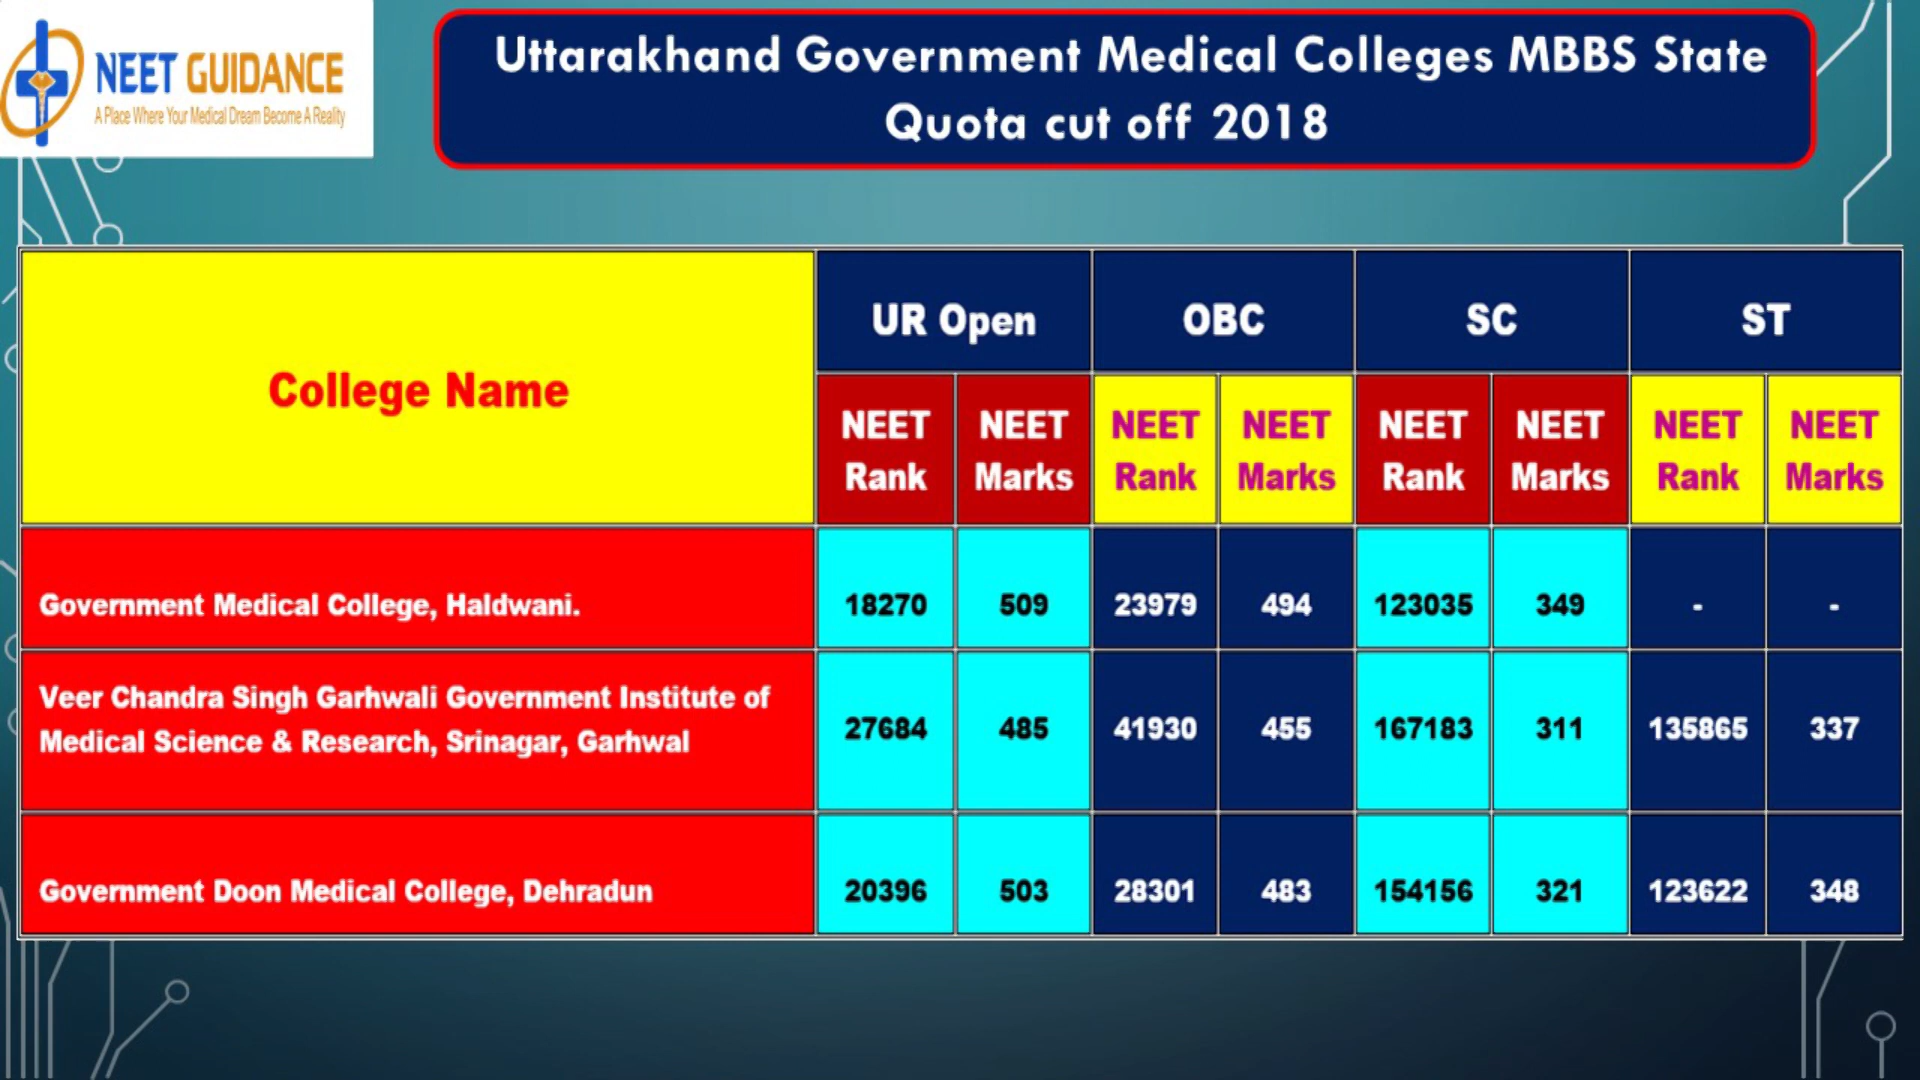 NEET GUIDANCE
A Place Where Your Medical Dream Become A Reality
Uttarakhand Government Medical Colleges MBBS State
Quota cut off 2018
College Name
UR Open OBC SC ST
NEET Rank NEET Marks NEET Rank NEET Marks NEET Rank NEET Marks NEET Rank NEET Marks
Government Medical College, Haldwani. 18270 509 23979 494 123035 349 - -
Veer Chandra Singh Garhwali Government Institute of
Medical Science & Research, Srinagar, Garhwal 27684 485 41930 455 167183 311 135865 337
Government Doon Medical College, Dehradun 20396 503 28301 483 154156 321 123622 348